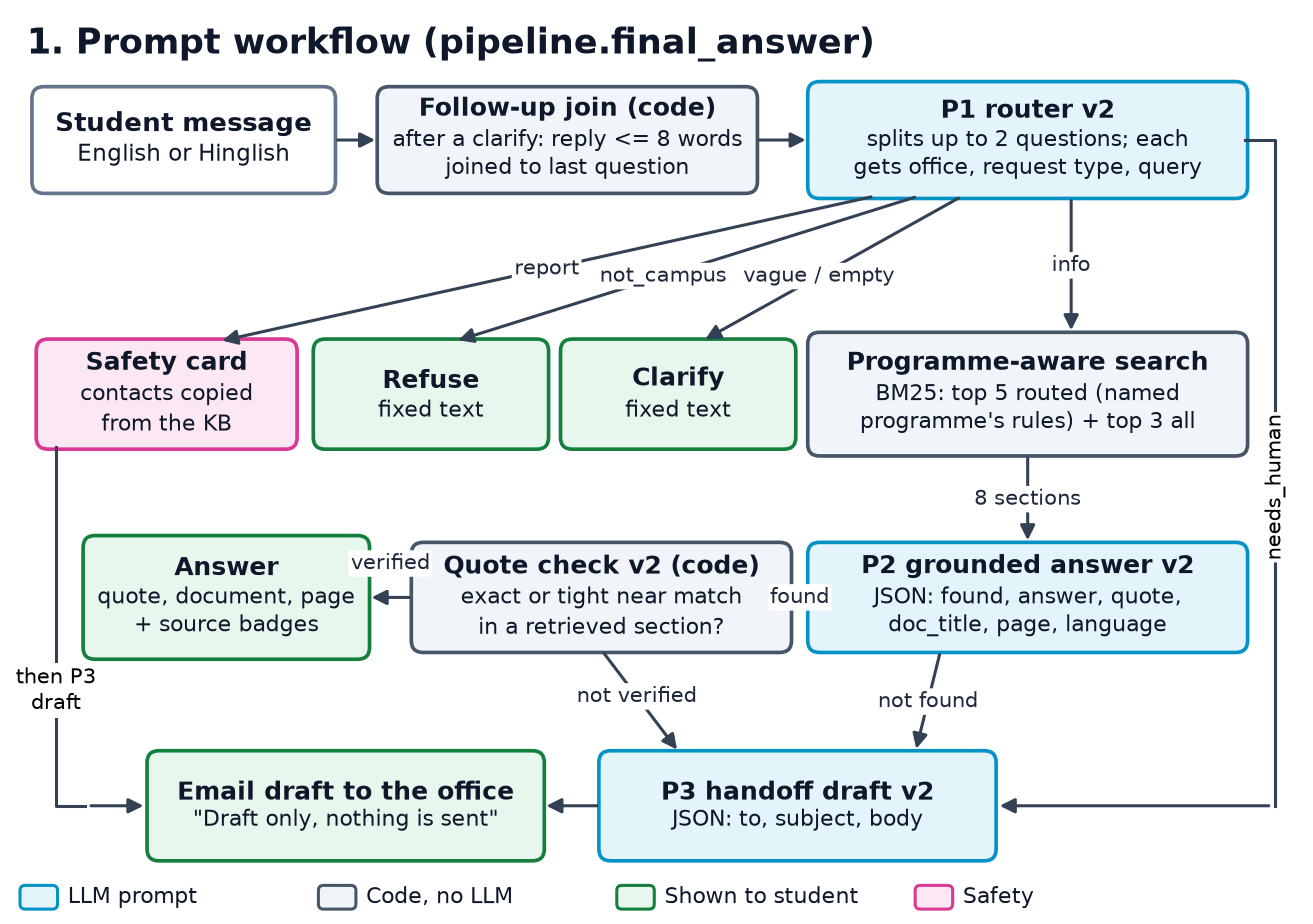 1. Prompt workflow (pipeline.final_answer)
Student message
English or Hinglish
Follow-up join (code)
after a clarify: reply <= 8 words
joined to last question
P1 router v2
splits up to 2 questions; each
gets office, request type, query
report
not_campus
vague / empty
info
needs_human
Safety card
contacts copied
from the KB
Refuse
fixed text
Clarify
fixed text
Programme-aware search
BM25: top 5 routed (named
programme's rules) + top 3 all
8 sections
Answer
quote, document, page
+ source badges
verified
Quote check v2 (code)
exact or tight near match
in a retrieved section?
found
P2 grounded answer v2
JSON: found, answer, quote,
doc_title, page, language
then P3
draft
not verified
not found
Email draft to the office
"Draft only, nothing is sent"
P3 handoff draft v2
JSON: to, subject, body
LLM prompt
Code, no LLM
Shown to student
Safety